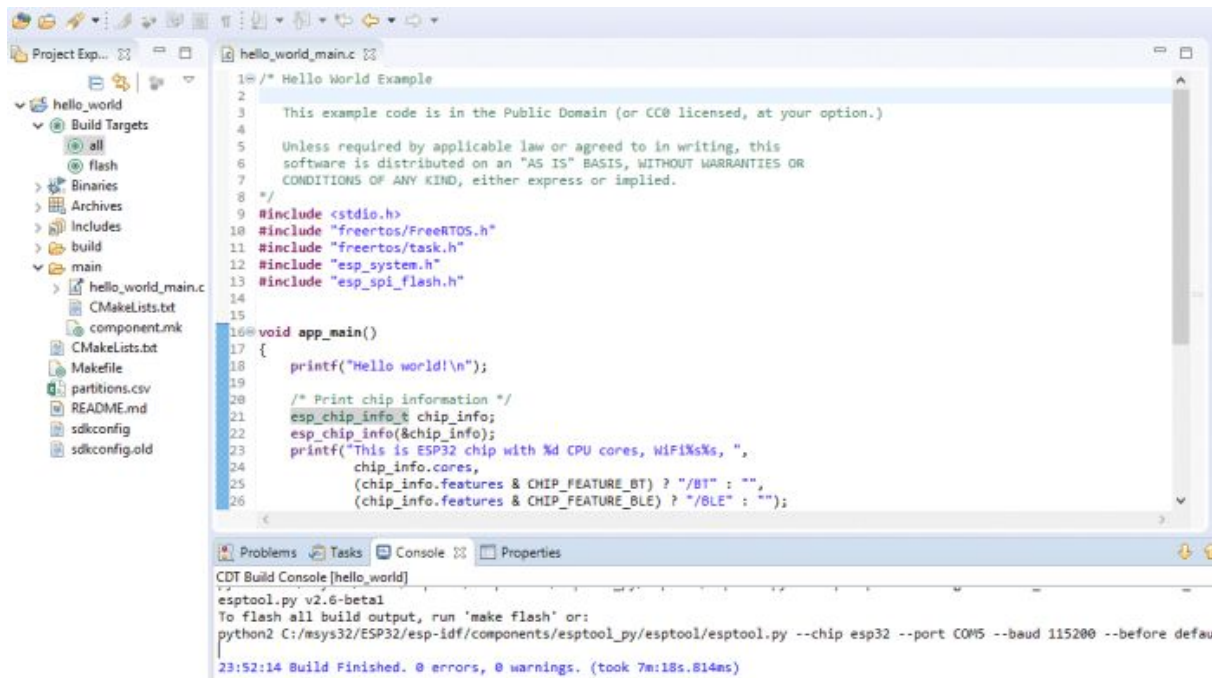 Project Exp...
hello_world
Build Targets
all
flash
Binaries
Archives
Includes
build
main
hello_world_main.c
CMakeLists.txt
component.mk
CMakeLists.txt
Makefile
partitions.csv
README.md
sdkconfig
sdkconfig.old
hello_world_main.c
1 /* Hello World Example
2
3 This example code is in the Public Domain (or CC0 licensed, at your option.)
4
5 Unless required by applicable law or agreed to in writing, this
6 software is distributed on an "AS IS" BASIS, WITHOUT WARRANTIES OR
7 CONDITIONS OF ANY KIND, either express or implied.
8 */
9 #include <stdio.h>
10 #include "freertos/FreeRTOS.h"
11 #include "freertos/task.h"
12 #include "esp_system.h"
13 #include "esp_spi_flash.h"
14
15
16 void app_main()
17 {
18 printf("Hello world!\n");
19
20 /* Print chip information */
21 esp_chip_info_t chip_info;
22 esp_chip_info(&chip_info);
23 printf("This is ESP32 chip with %d CPU cores, WiFi%s%s, ",
24 chip_info.cores,
25 (chip_info.features & CHIP_FEATURE_BT) ? "/BT" : "",
26 (chip_info.features & CHIP_FEATURE_BLE) ? "/BLE" : "");
Problems Tasks Console Properties
CDT Build Console [hello_world]
esptool.py v2.6-beta1
To flash all build output, run 'make flash' or:
python2 C:/msys32/ESP32/esp-idf/components/esptool_py/esptool/esptool.py --chip esp32 --port COM5 --baud 115200 --before defau
23:52:14 Build Finished. 0 errors, 0 warnings. (took 7m:18s.814ms)